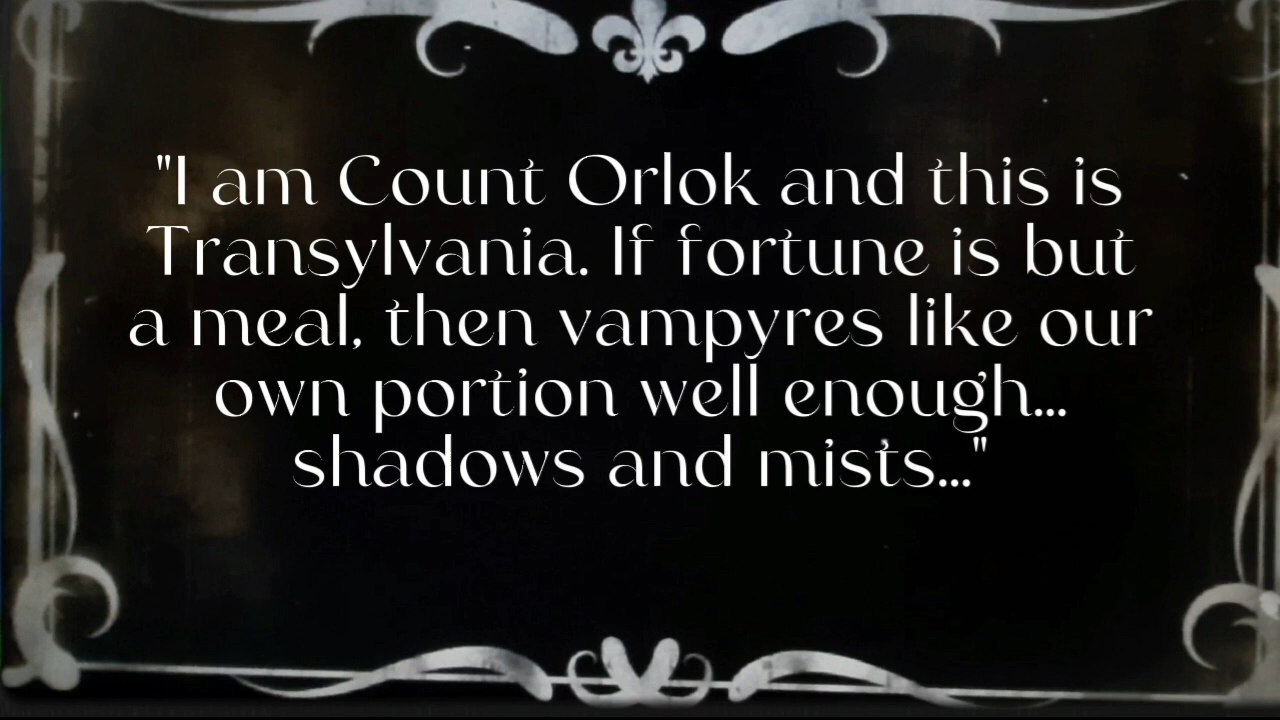 "I am Count Orlok and this is
Transylvania. If fortune is but
a meal, then vampyres like our
own portion well enough...
shadows and mists..."